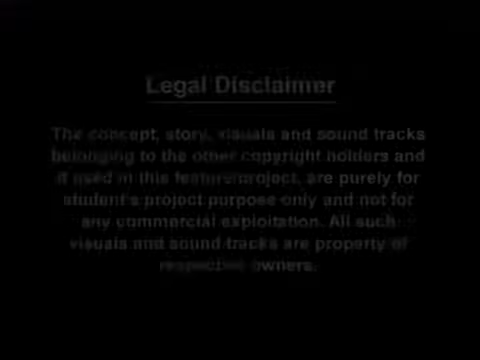 Legal Disclaimer
The concept, story, visuals and sound tracks
belonging to the other copyright holders and
if used in this feature/project, are purely for
student's project purpose only and not for
any commercial exploitation. All such
visuals and sound tracks are property of
respective owners.